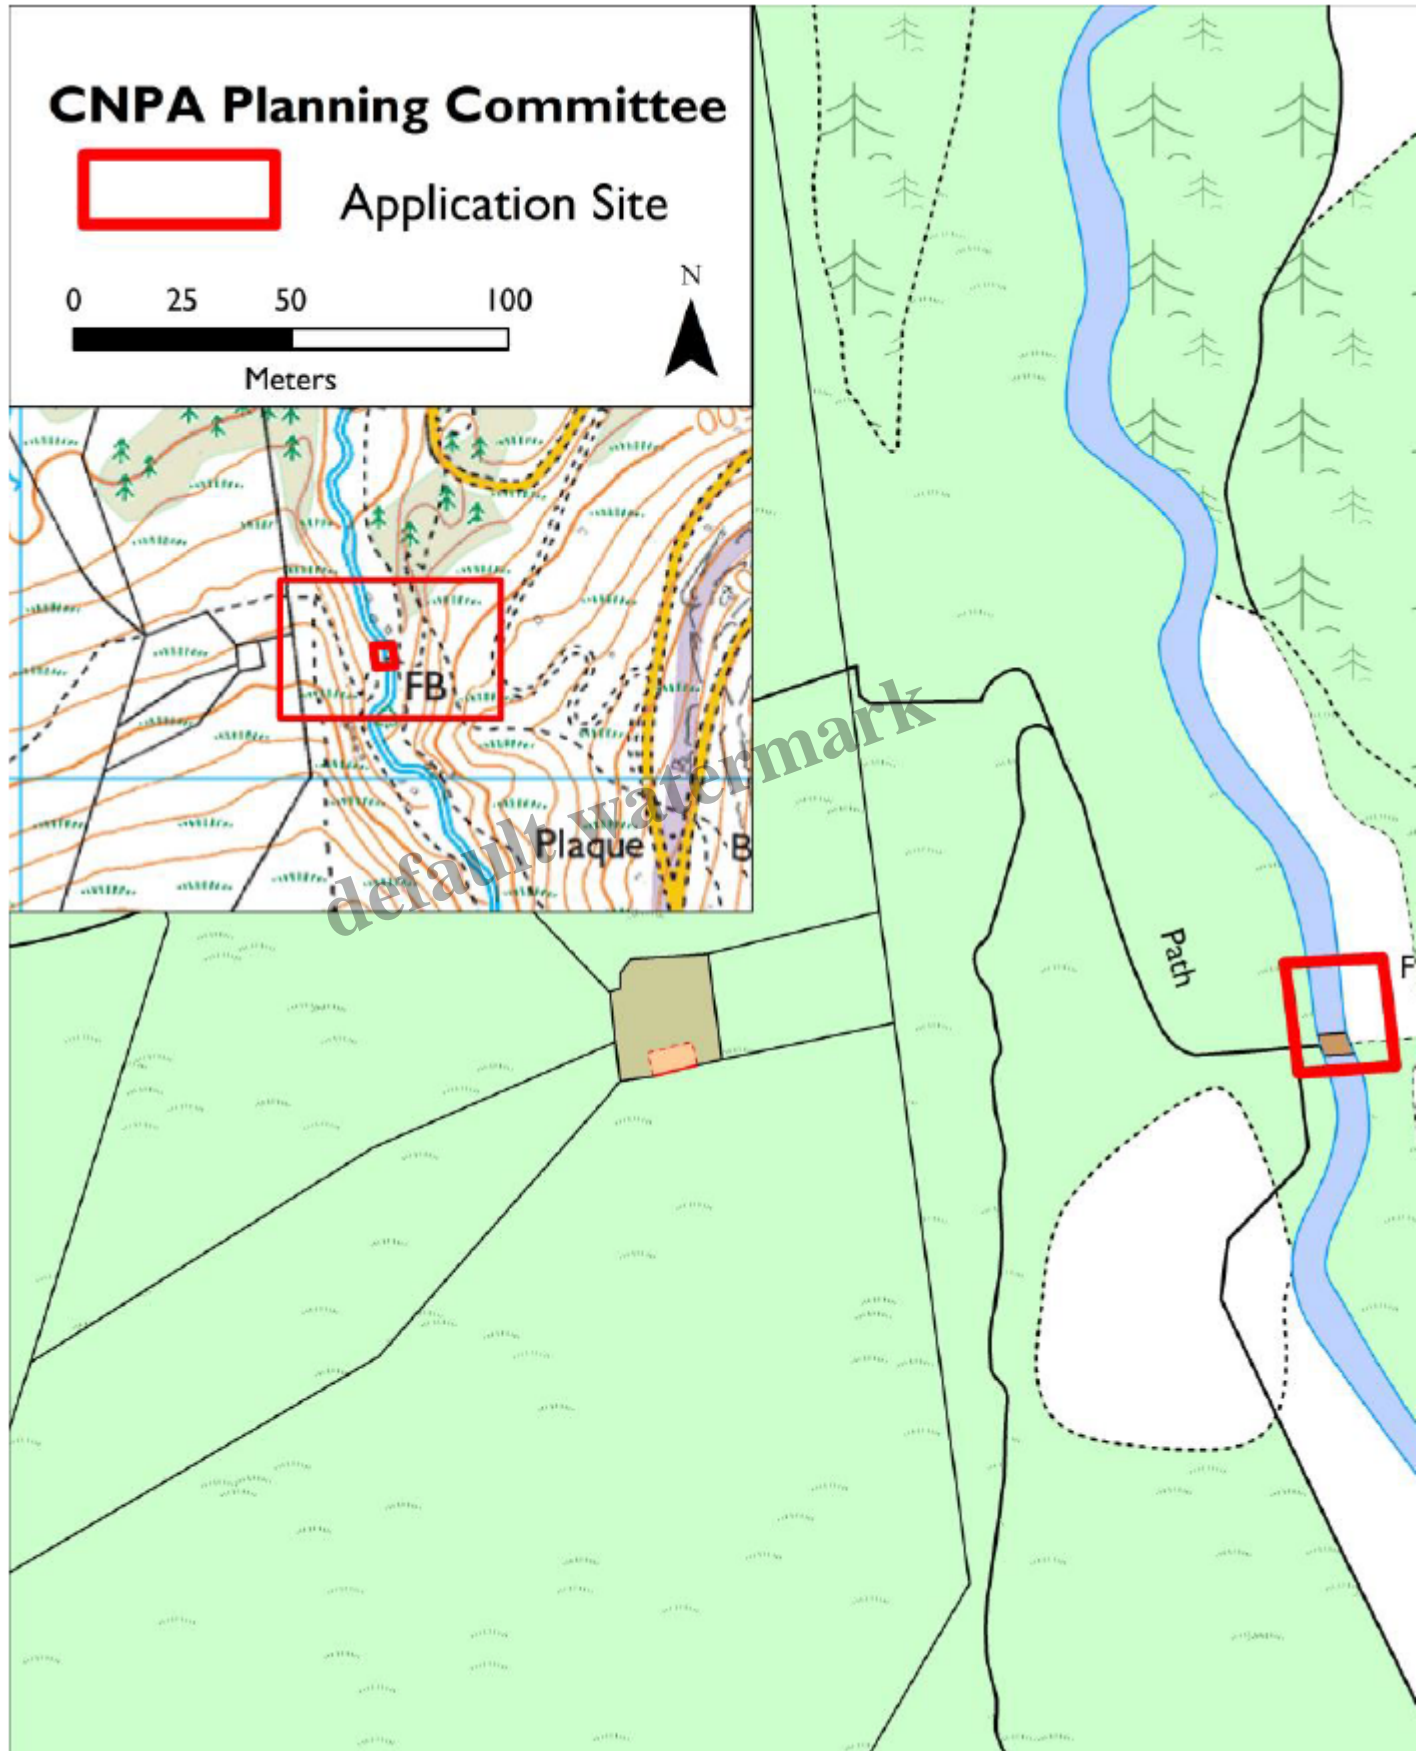 CNPA Planning Committee
Application Site
0 25 50 100
Meters
N
FB
Plaque
B
default watermark
Path
F